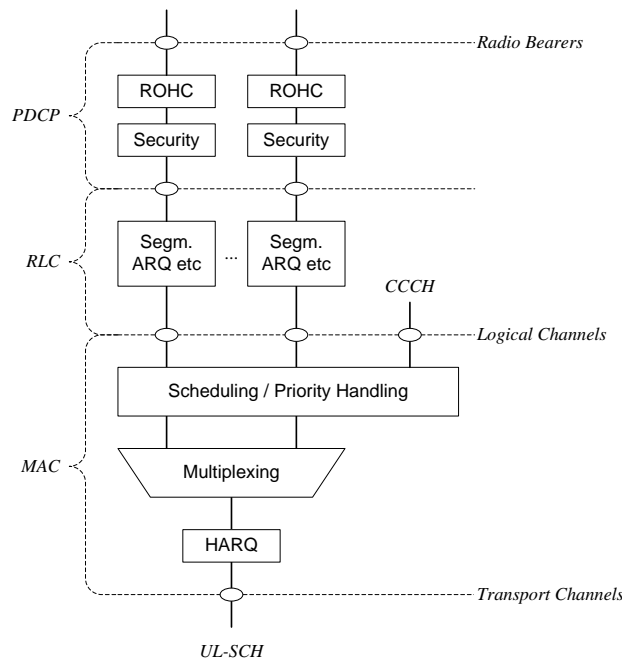 Radio Bearers
ROHC
ROHC
PDCP
Security
Security
Segm.
ARQ etc
...
Segm.
ARQ etc
RLC
CCCH
Logical Channels
Scheduling / Priority Handling
MAC
Multiplexing
HARQ
Transport Channels
UL-SCH